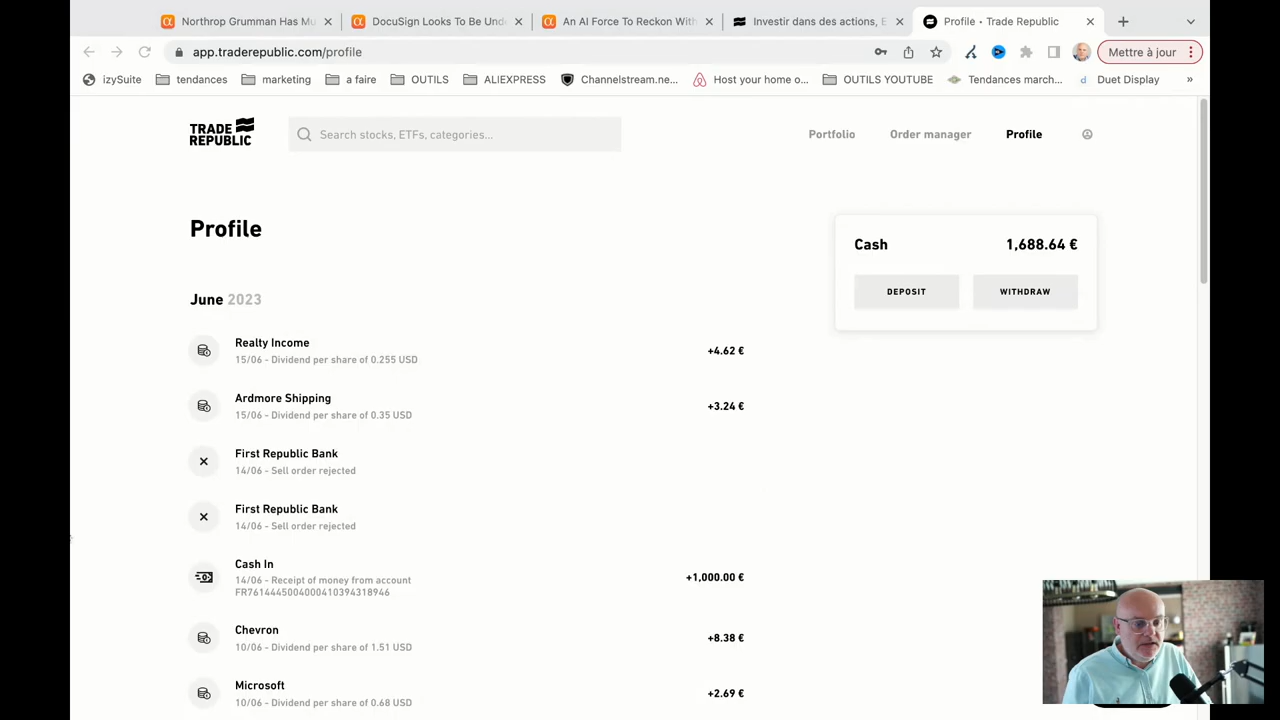 Northrop Grumman Has Mu
DocuSign Looks To Be Unde
An AI Force To Reckon With
Investir dans des actions, E
Profile • Trade Republic
app.traderepublic.com/profile
Mettre à jour
izySuite
tendances
marketing
a faire
OUTILS
ALIEXPRESS
Channelstream.ne...
Host your home o...
OUTILS YOUTUBE
Tendances march...
Duet Display
»
TRADE
REPUBLIC
Search stocks, ETFs, categories...
Portfolio
Order manager
Profile
Profile
Cash
1,688.64 €
DEPOSIT
WITHDRAW
June 2023
Realty Income
15/06 - Dividend per share of 0.255 USD
+4.62 €
Ardmore Shipping
15/06 - Dividend per share of 0.35 USD
+3.24 €
First Republic Bank
14/06 - Sell order rejected
First Republic Bank
14/06 - Sell order rejected
Cash In
14/06 - Receipt of money from account
FR7614445004000410394318946
+1,000.00 €
Chevron
10/06 - Dividend per share of 1.51 USD
+8.38 €
Microsoft
10/06 - Dividend per share of 0.68 USD
+2.69 €